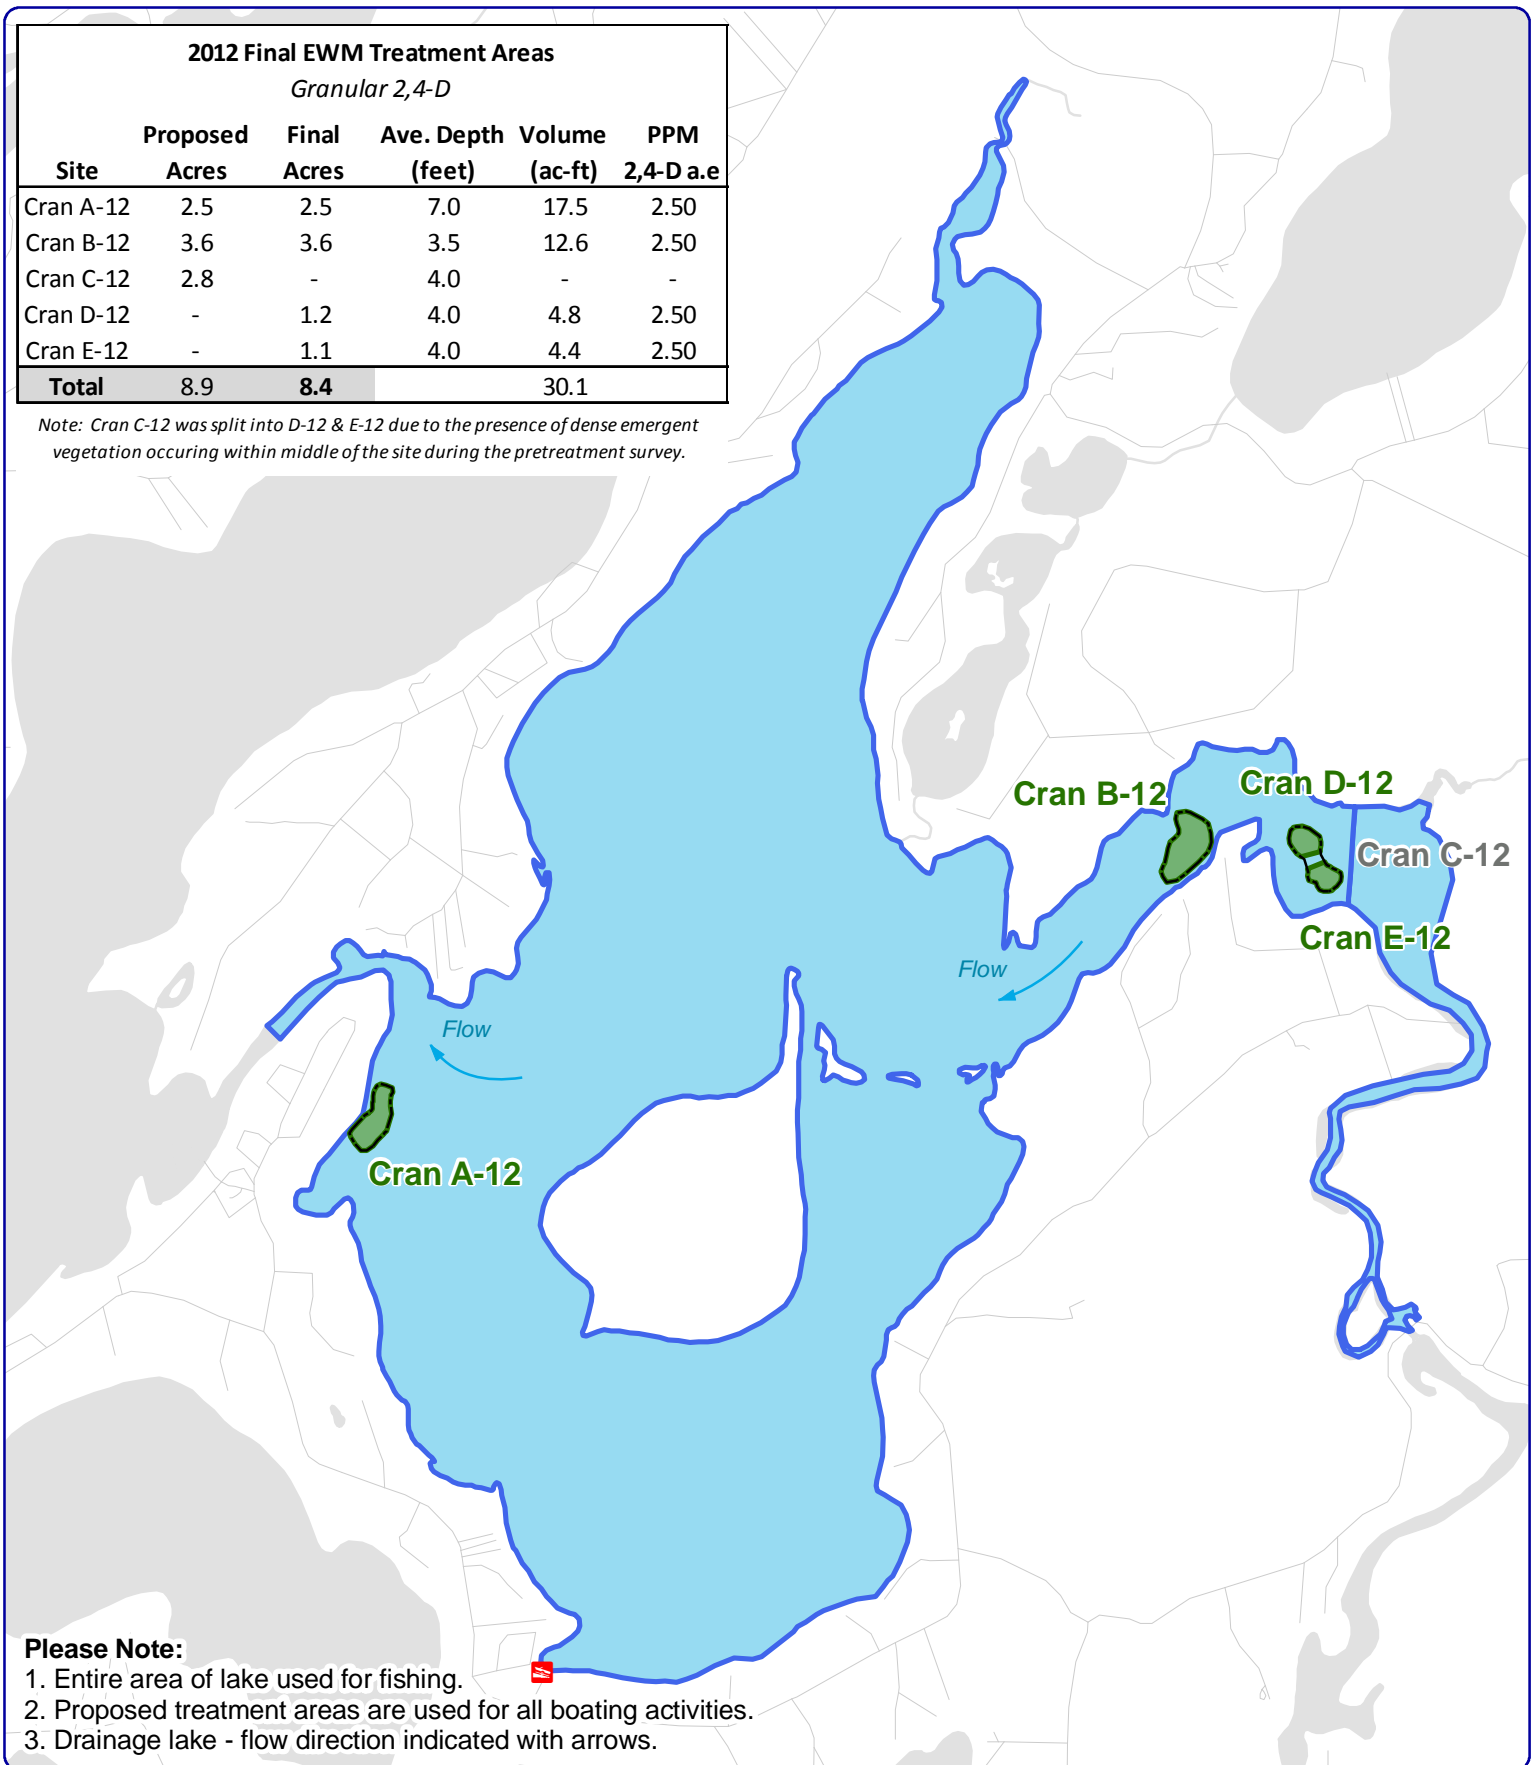 2012 Final EWM Treatment Areas
Granular 2,4-D
Proposed Final Ave. Depth Volume PPM
Site Acres Acres (feet) (ac-ft) 2,4-D a.e
Cran A-12 2.5 2.5 7.0 17.5 2.50
Cran B-12 3.6 3.6 3.5 12.6 2.50
Cran C-12 2.8 - 4.0 - -
Cran D-12 - 1.2 4.0 4.8 2.50
Cran E-12 - 1.1 4.0 4.4 2.50
Total 8.9 8.4 30.1
Note: Cran C-12 was split into D-12 & E-12 due to the presence of dense emergent
vegetation occuring within middle of the site during the pretreatment survey.
Cran D-12
Cran B-12
Cran C-12
Cran E-12
Flow
Flow
Cran A-12
Please Note:
1. Entire area of lake used for fishing.
2. Proposed treatment areas are used for all boating activities.
3. Drainage lake - flow direction indicated with arrows.